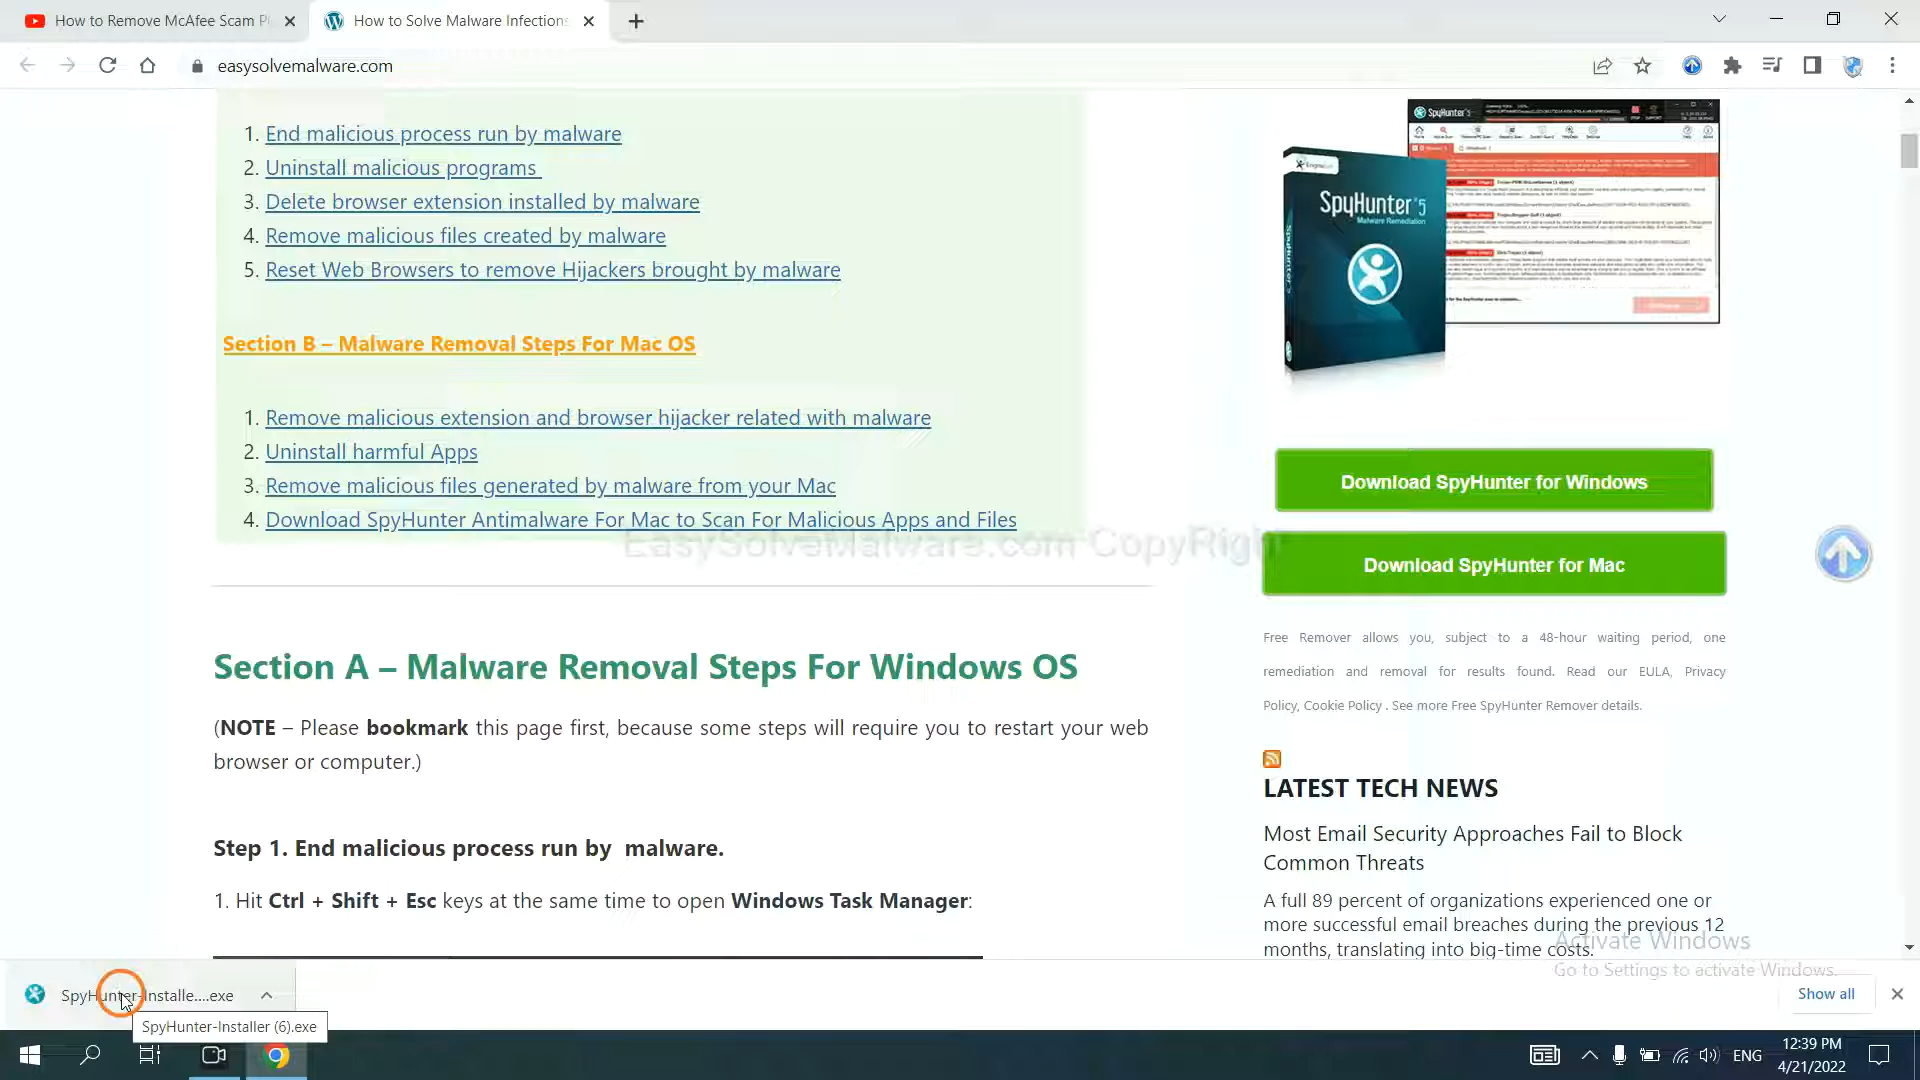 How to Remove McAfee Scam P
How to Solve Malware Infections
easysolvemalware.com
1. End malicious process run by malware
2. Uninstall malicious programs
3. Delete browser extension installed by malware
4. Remove malicious files created by malware
5. Reset Web Browsers to remove Hijackers brought by malware
Section B – Malware Removal Steps For Mac OS
1. Remove malicious extension and browser hijacker related with malware
2. Uninstall harmful Apps
3. Remove malicious files generated by malware from your Mac
4. Download SpyHunter Antimalware For Mac to Scan For Malicious Apps and Files
EasySolveMalware.com CopyRight
Section A – Malware Removal Steps For Windows OS
(NOTE – Please bookmark this page first, because some steps will require you to restart your web
browser or computer.)
Step 1. End malicious process run by malware.
1. Hit Ctrl + Shift + Esc keys at the same time to open Windows Task Manager:
SpyHunter 5
SpyHunter 5
Malware Remediation
SpyHunter
Download SpyHunter for Windows
Download SpyHunter for Mac
Free Remover allows you, subject to a 48-hour waiting period, one
remediation and removal for results found. Read our EULA, Privacy
Policy, Cookie Policy . See more Free SpyHunter Remover details.
LATEST TECH NEWS
Most Email Security Approaches Fail to Block
Common Threats
A full 89 percent of organizations experienced one or
more successful email breaches during the previous 12
months, translating into big-time costs.
Activate Windows
Go to Settings to activate Windows.
SpyHunter-Installe....exe
Show all
SpyHunter-Installer (6).exe
ENG
12:39 PM
4/21/2022